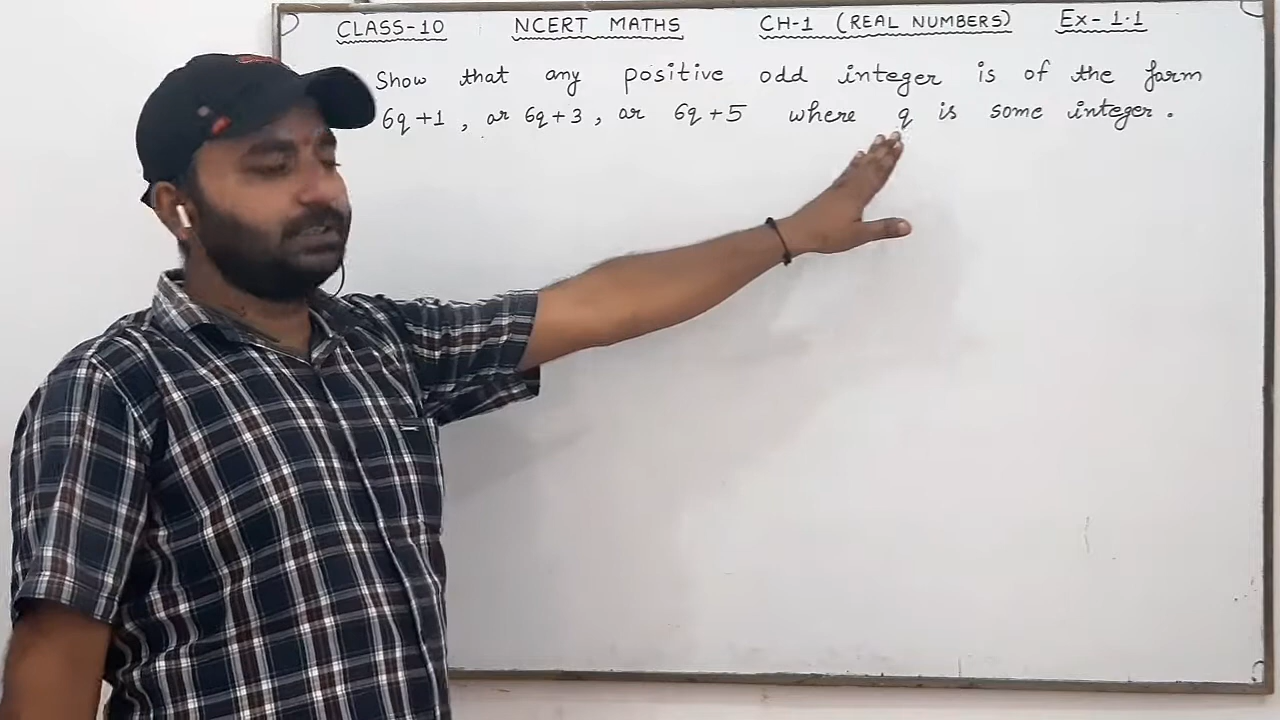 CLASS-10 NCERT MATHS CH-1 (REAL NUMBERS) Ex-1.1
Show that any positive odd integer is of the form
6q+1, or 6q+3, or 6q+5 where q is some integer.